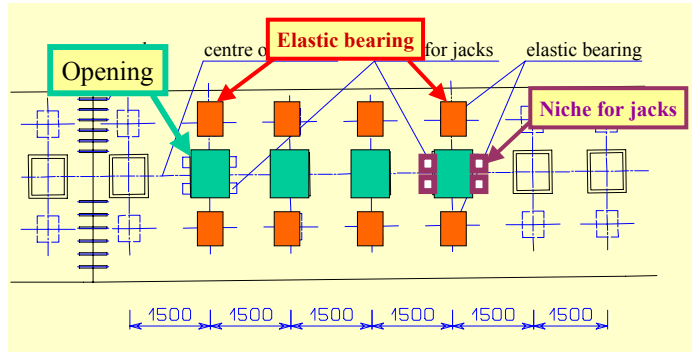 Elastic bearing
centre o
for jacks
elastic bearing
Opening
Niche for jacks
1500 1500 1500 1500 1500 1500